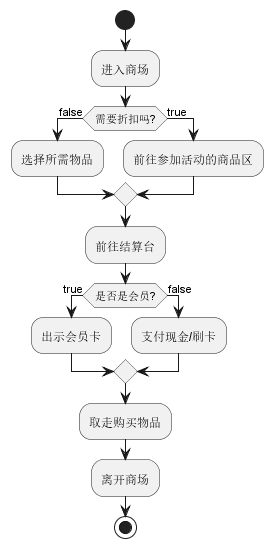 进入商场
false
需要折扣吗?
true
选择所需物品
前往参加活动的商品区
前往结算台
true
是否是会员?
false
出示会员卡
支付现金/刷卡
取走购买物品
离开商场